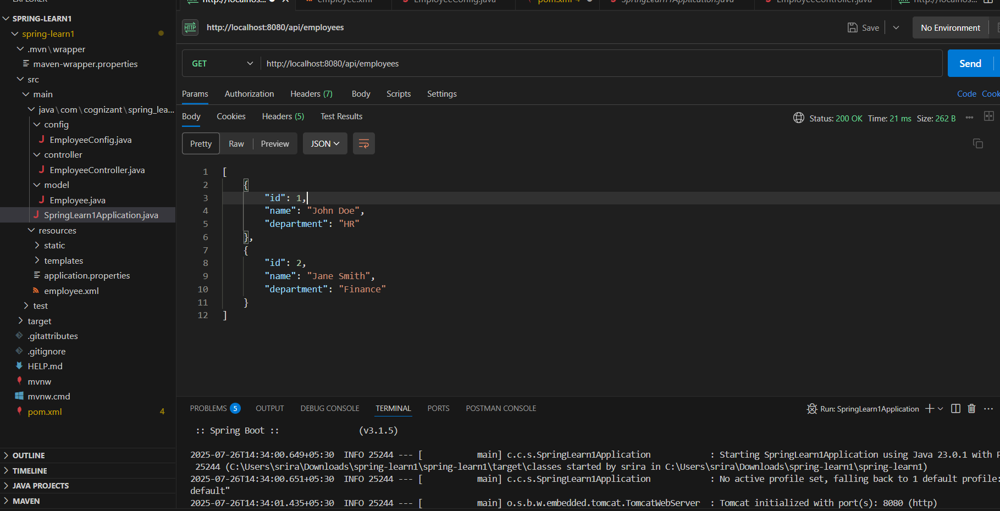 EXPLORER
SPRING-LEARN1
spring-learn1
.mvn\wrapper
maven-wrapper.properties
src
main
java\com\cognizant\spring_lea...
config
EmployeeConfig.java
controller
EmployeeController.java
model
Employee.java
SpringLearn1Application.java
resources
static
templates
application.properties
employee.xml
test
target
.gitattributes
.gitignore
HELP.md
mvnw
mvnw.cmd
pom.xml 4
OUTLINE
TIMELINE
JAVA PROJECTS
MAVEN
http://localhos... employee.xml EmployeeConfig.java pom.xml 4 SpringLearn1Application.java EmployeeController.java http://localhos...
HTTP http://localhost:8080/api/employees Save No Environment
GET http://localhost:8080/api/employees Send
Params Authorization Headers (7) Body Scripts Settings Code Cook
Body Cookies Headers (5) Test Results Status: 200 OK Time: 21 ms Size: 262 B
Pretty Raw Preview JSON
1 [
2 {
3 "id": 1,
4 "name": "John Doe",
5 "department": "HR"
6 },
7 {
8 "id": 2,
9 "name": "Jane Smith",
10 "department": "Finance"
11 }
12 ]
PROBLEMS 5 OUTPUT DEBUG CONSOLE TERMINAL PORTS POSTMAN CONSOLE Run: SpringLearn1Application
:: Spring Boot :: (v3.1.5)
2025-07-26T14:34:00.649+05:30 INFO 25244 --- [ main] c.c.s.SpringLearn1Application : Starting SpringLearn1Application using Java 23.0.1 with P
25244 (C:\Users\srira\Downloads\spring-learn1\spring-learn1\target\classes started by srira in C:\Users\srira\Downloads\spring-learn1\spring-learn1)
2025-07-26T14:34:00.651+05:30 INFO 25244 --- [ main] c.c.s.SpringLearn1Application : No active profile set, falling back to 1 default profile:
default"
2025-07-26T14:34:01.435+05:30 INFO 25244 --- [ main] o.s.b.w.embedded.tomcat.TomcatWebServer : Tomcat initialized with port(s): 8080 (http)